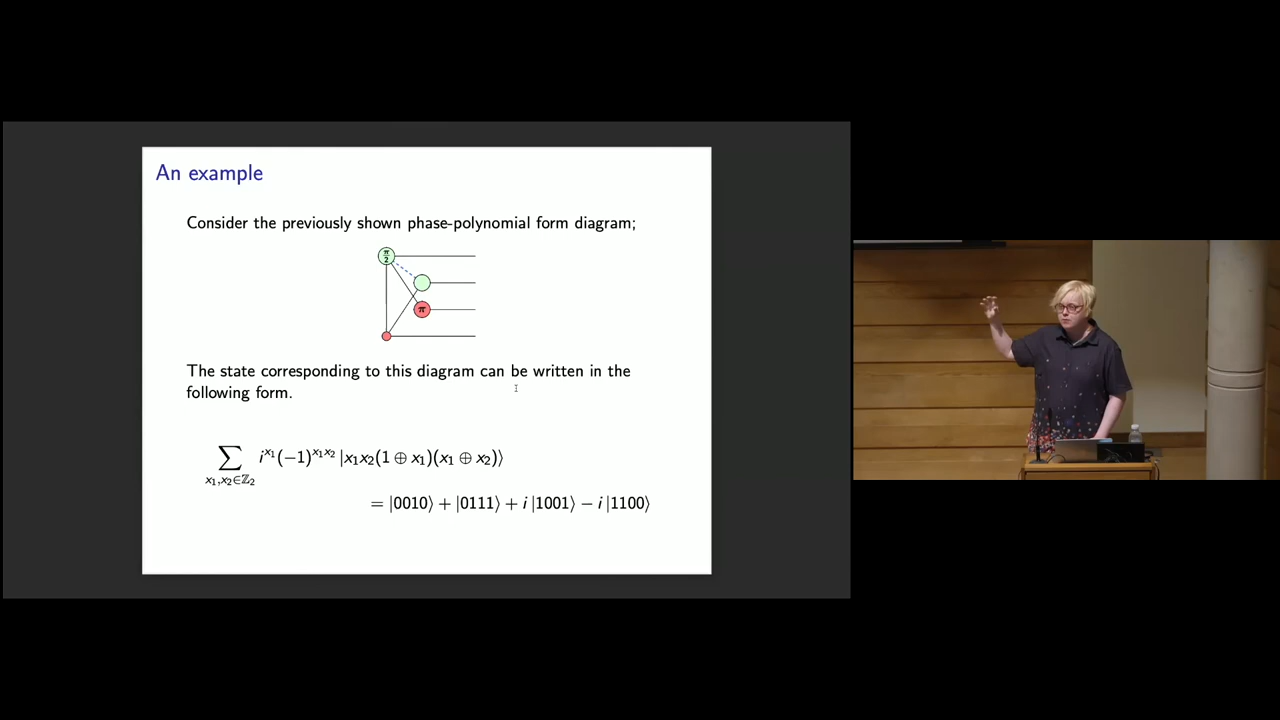 An example
Consider the previously shown phase-polynomial form diagram;
π/2
π
The state corresponding to this diagram can be written in the
following form.
∑_{x₁,x₂∈ℤ₂} i^{x₁}(−1)^{x₁x₂} |x₁x₂(1 ⊕ x₁)(x₁ ⊕ x₂)⟩
= |0010⟩ + |0111⟩ + i |1001⟩ − i |1100⟩